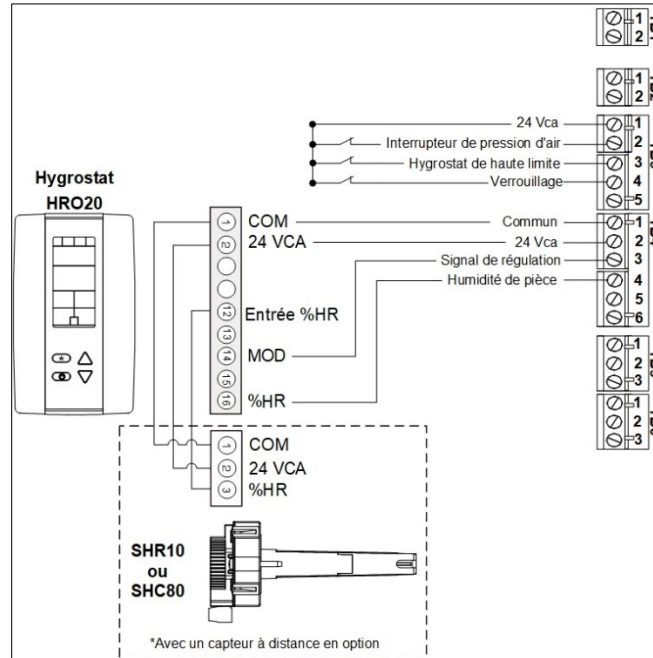 1
2
1
2
24 Vca
1
Interrupteur de pression d'air
2
Hygrostat de haute limite
3
Verrouillage
4
5
Hygrostat
HRO20
1 COM
Commun
1
2 24 VCA
24 Vca
2
Signal de régulation
3
Humidité de pièce
4
5
6
12 Entrée %HR
13
14 MOD
15
16 %HR
1
2
3
1
2
3
1 COM
2 24 VCA
3 %HR
SHR10
ou
SHC80
*Avec un capteur à distance en option